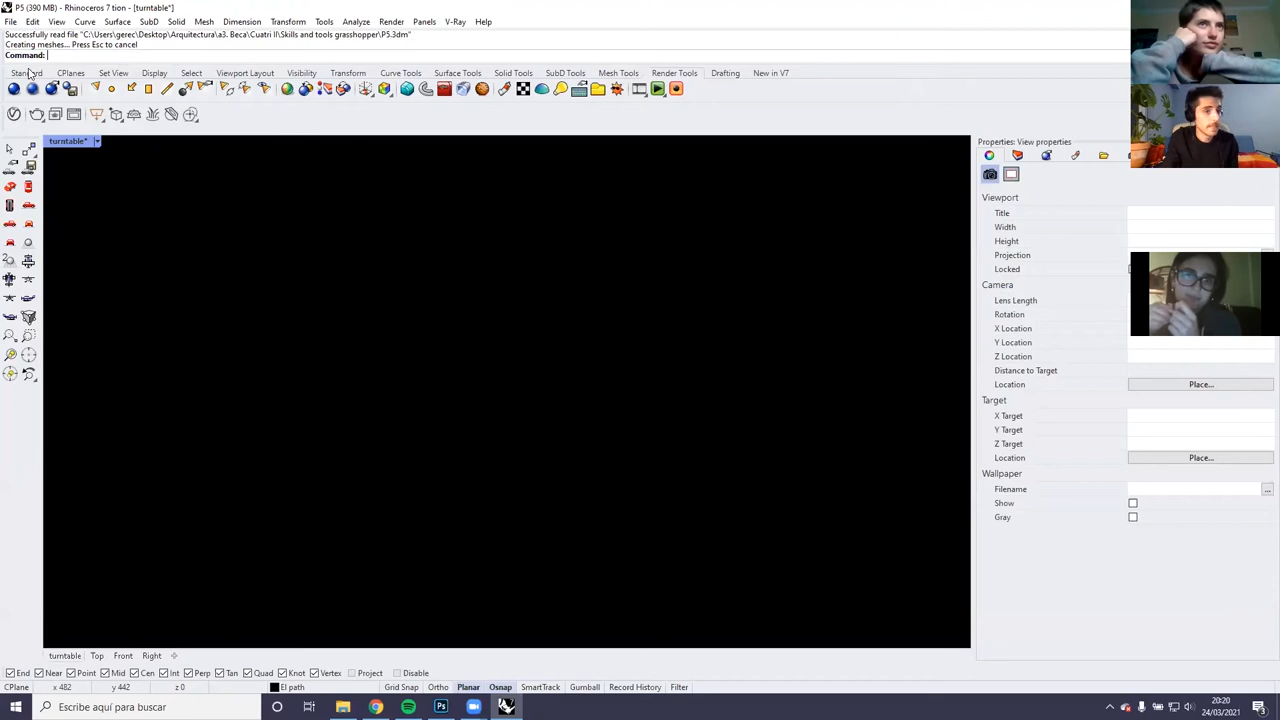 P5 (390 MB) - Rhinoceros 7 tion - [turntable*]
File Edit View Curve Surface SubD Solid Mesh Dimension Transform Tools Analyze Render Panels V-Ray Help
Successfully read file "C:\Users\gerec\Desktop\Arquitectura\a3. Beca\Cuatri II\Skills and tools grasshopper\P5.3dm"
Creating meshes... Press Esc to cancel
Command:
Standard CPlanes Set View Display Select Viewport Layout Visibility Transform Curve Tools Surface Tools Solid Tools SubD Tools Mesh Tools Render Tools Drafting New in V7
turntable*
Properties: View properties
Viewport
Title
Width
Height
Projection
Locked
Camera
Lens Length
Rotation
X Location
Y Location
Z Location
Distance to Target
Location Place...
Target
X Target
Y Target
Z Target
Location Place...
Wallpaper
Filename ...
Show
Gray
turntable Top Front Right
End Near Point Mid Cen Int Perp Tan Quad Knot Vertex Project Disable
CPlane x 482 y 442 z 0 El path Grid Snap Ortho Planar Osnap SmartTrack Gumball Record History Filter
Escribe aquí para buscar
20:20
24/03/2021
3